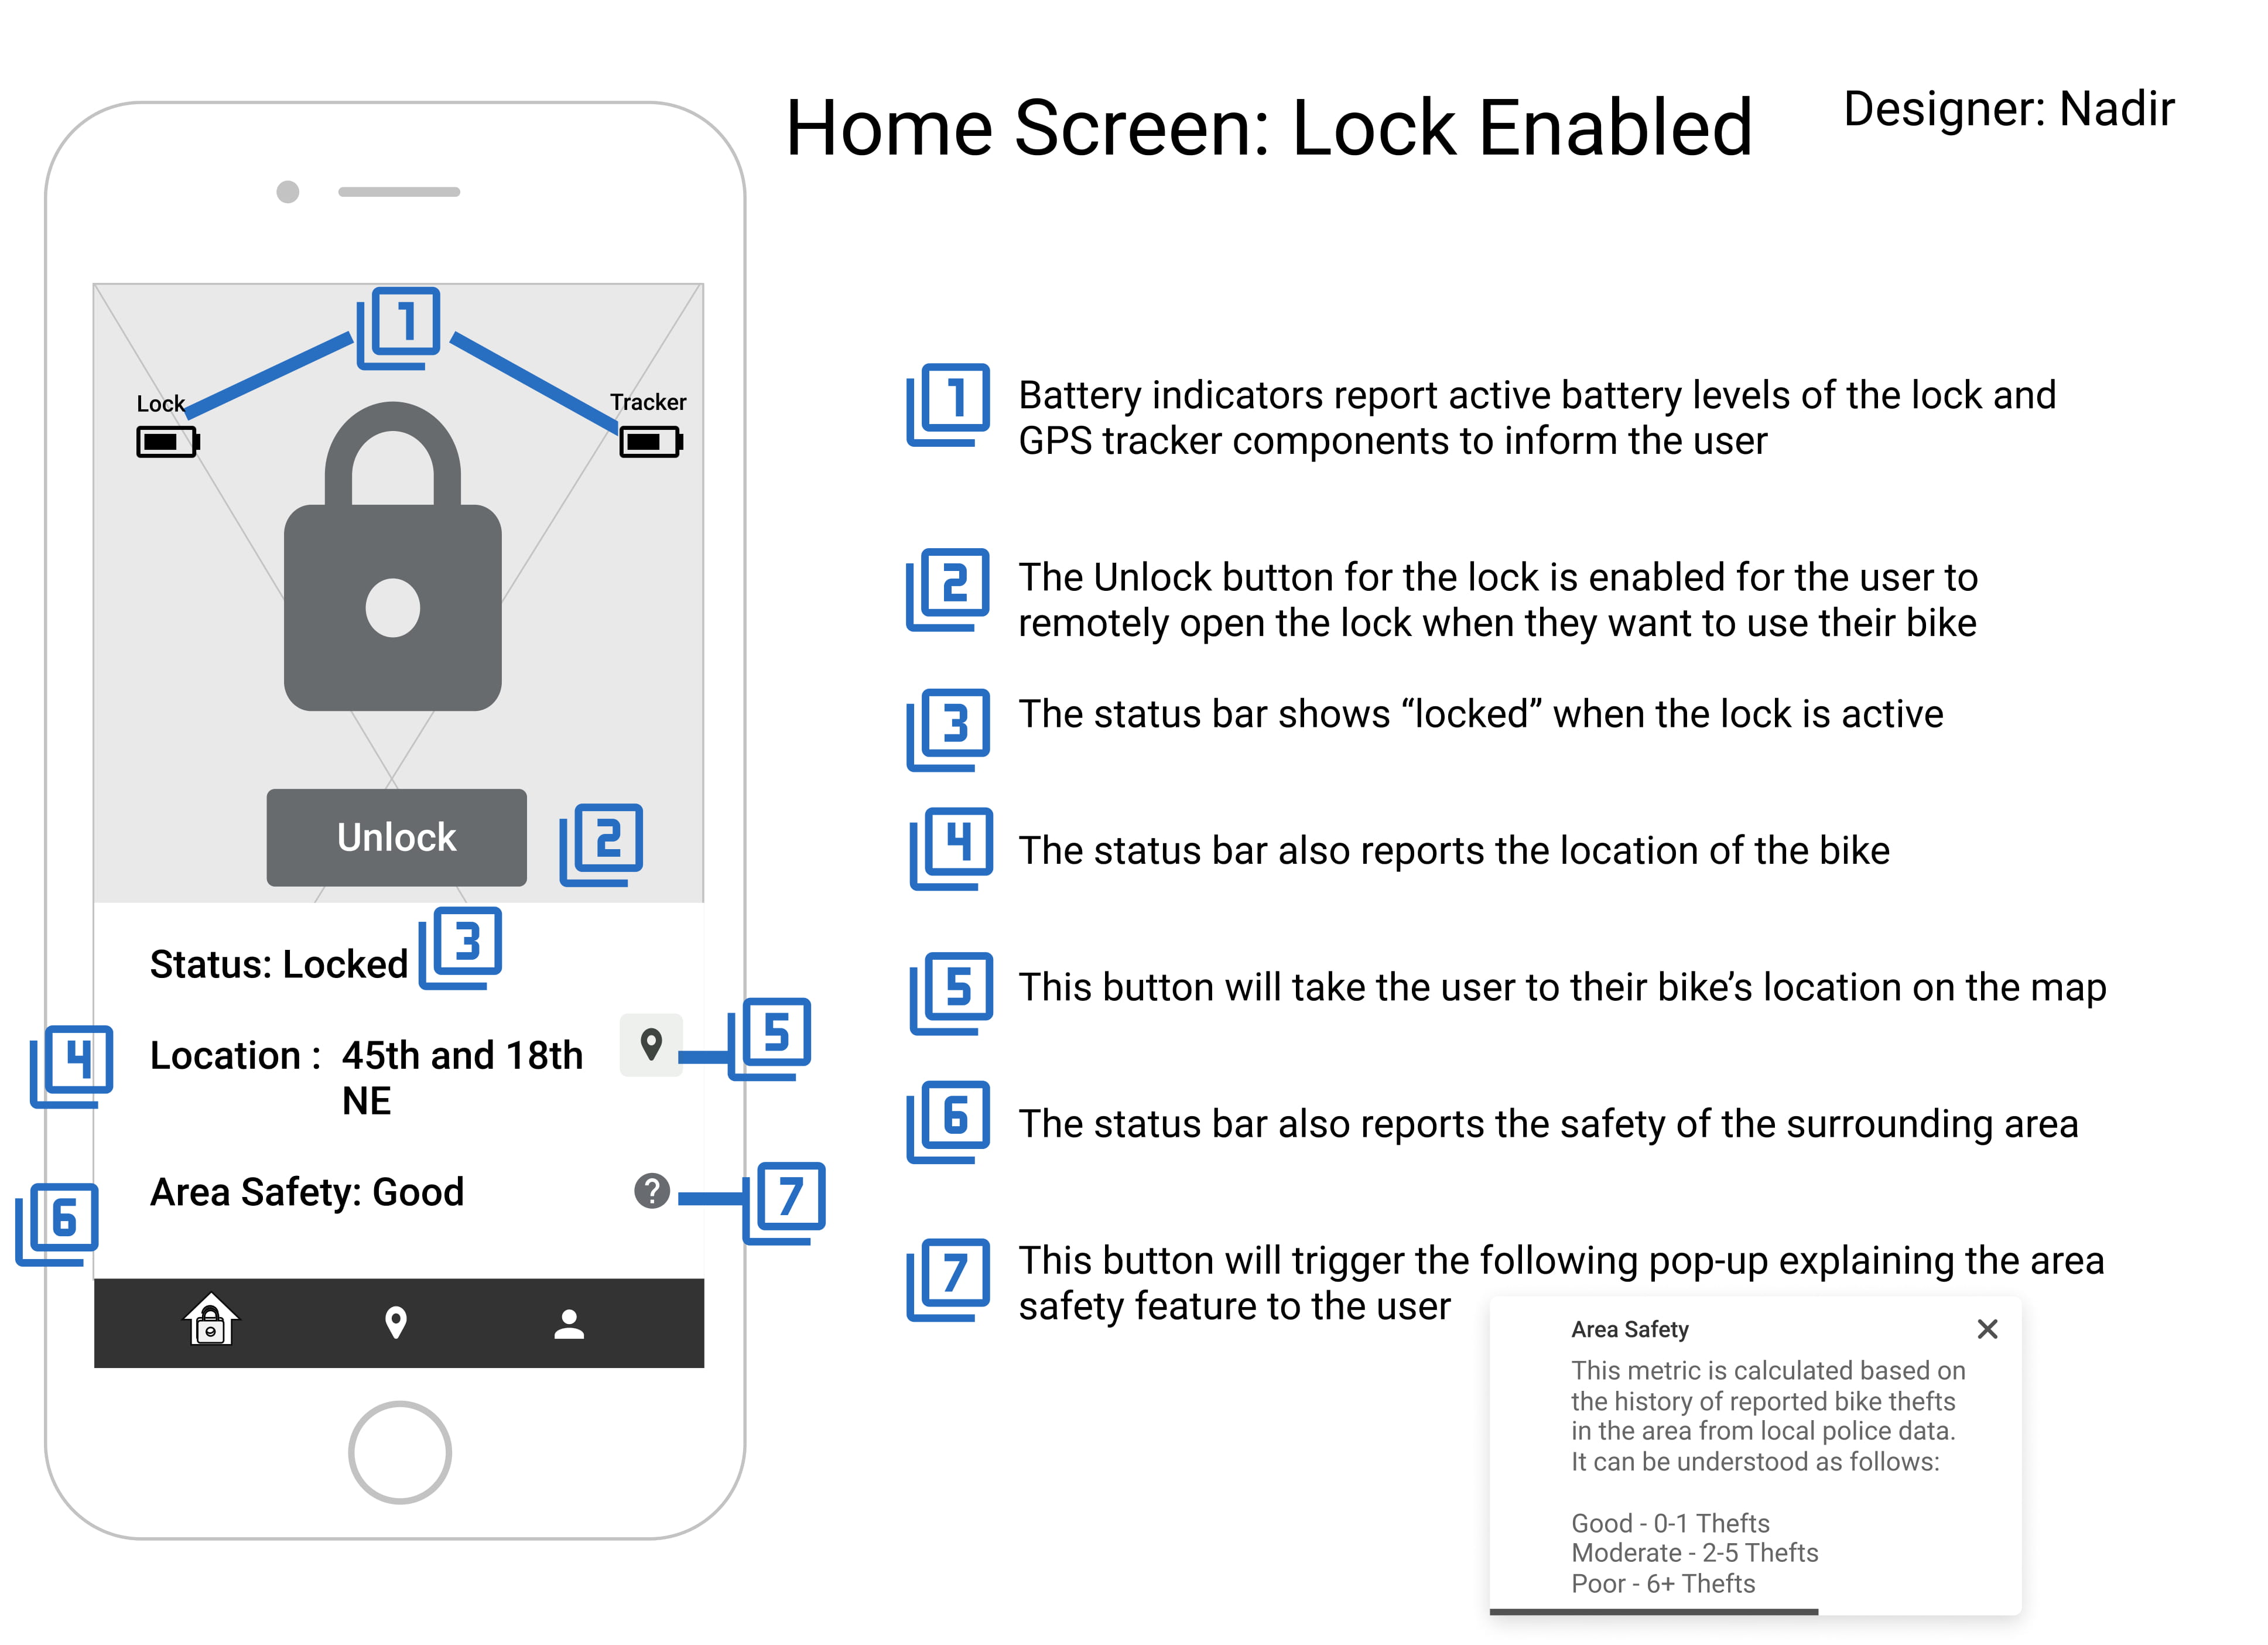 Home Screen: Lock Enabled
Designer: Nadir
1
Lock
Tracker
Unlock
2
Status: Locked
3
4
Location : 45th and 18th
NE
5
6
Area Safety: Good
?
7
1
Battery indicators report active battery levels of the lock and
GPS tracker components to inform the user
2
The Unlock button for the lock is enabled for the user to
remotely open the lock when they want to use their bike
3
The status bar shows “locked” when the lock is active
4
The status bar also reports the location of the bike
5
This button will take the user to their bike’s location on the map
6
The status bar also reports the safety of the surrounding area
7
This button will trigger the following pop-up explaining the area
safety feature to the user
Area Safety
This metric is calculated based on
the history of reported bike thefts
in the area from local police data.
It can be understood as follows:
Good - 0-1 Thefts
Moderate - 2-5 Thefts
Poor - 6+ Thefts